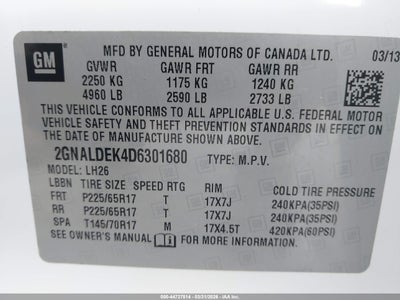 GM
MFD BY GENERAL MOTORS OF CANADA LTD. 03/13
GVWR GAWR FRT GAWR RR
2250 KG 1175 KG 1240 KG
4960 LB 2590 LB 2733 LB
THIS VEHICLE CONFORMS TO ALL APPLICABLE U.S. FEDERAL MOTOR
VEHICLE SAFETY, BUMPER, AND THEFT PREVENTION STANDARDS
IN EFFECT ON THE DATE OF MANUFACTURE SHOWN ABOVE.
2GNALDEK4D6301680 TYPE: M.P.V.
MODEL: LH26
LBBN TIRE SIZE SPEED RTG RIM COLD TIRE PRESSURE
FRT P225/65R17 T 17X7J 240KPA(35PSI)
RR P225/65R17 T 17X7J 240KPA(35PSI)
SPA T145/70R17 M 17X4.5T 420KPA(60PSI)
SEE OWNER'S MANUAL FOR MORE INFORMATION.